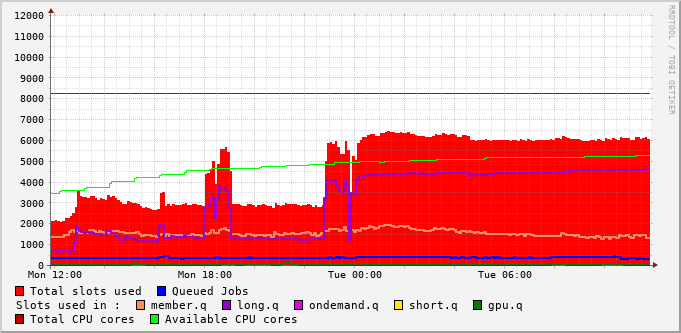 12000
11000
10000
9000
8000
7000
6000
5000
4000
3000
2000
1000
0
Mon 12:00 Mon 18:00 Tue 00:00 Tue 06:00
RRDTOOL / TOBI OETIKER
Total slots used Queued Jobs
Slots used in : member.q long.q ondemand.q short.q gpu.q
Total CPU cores Available CPU cores